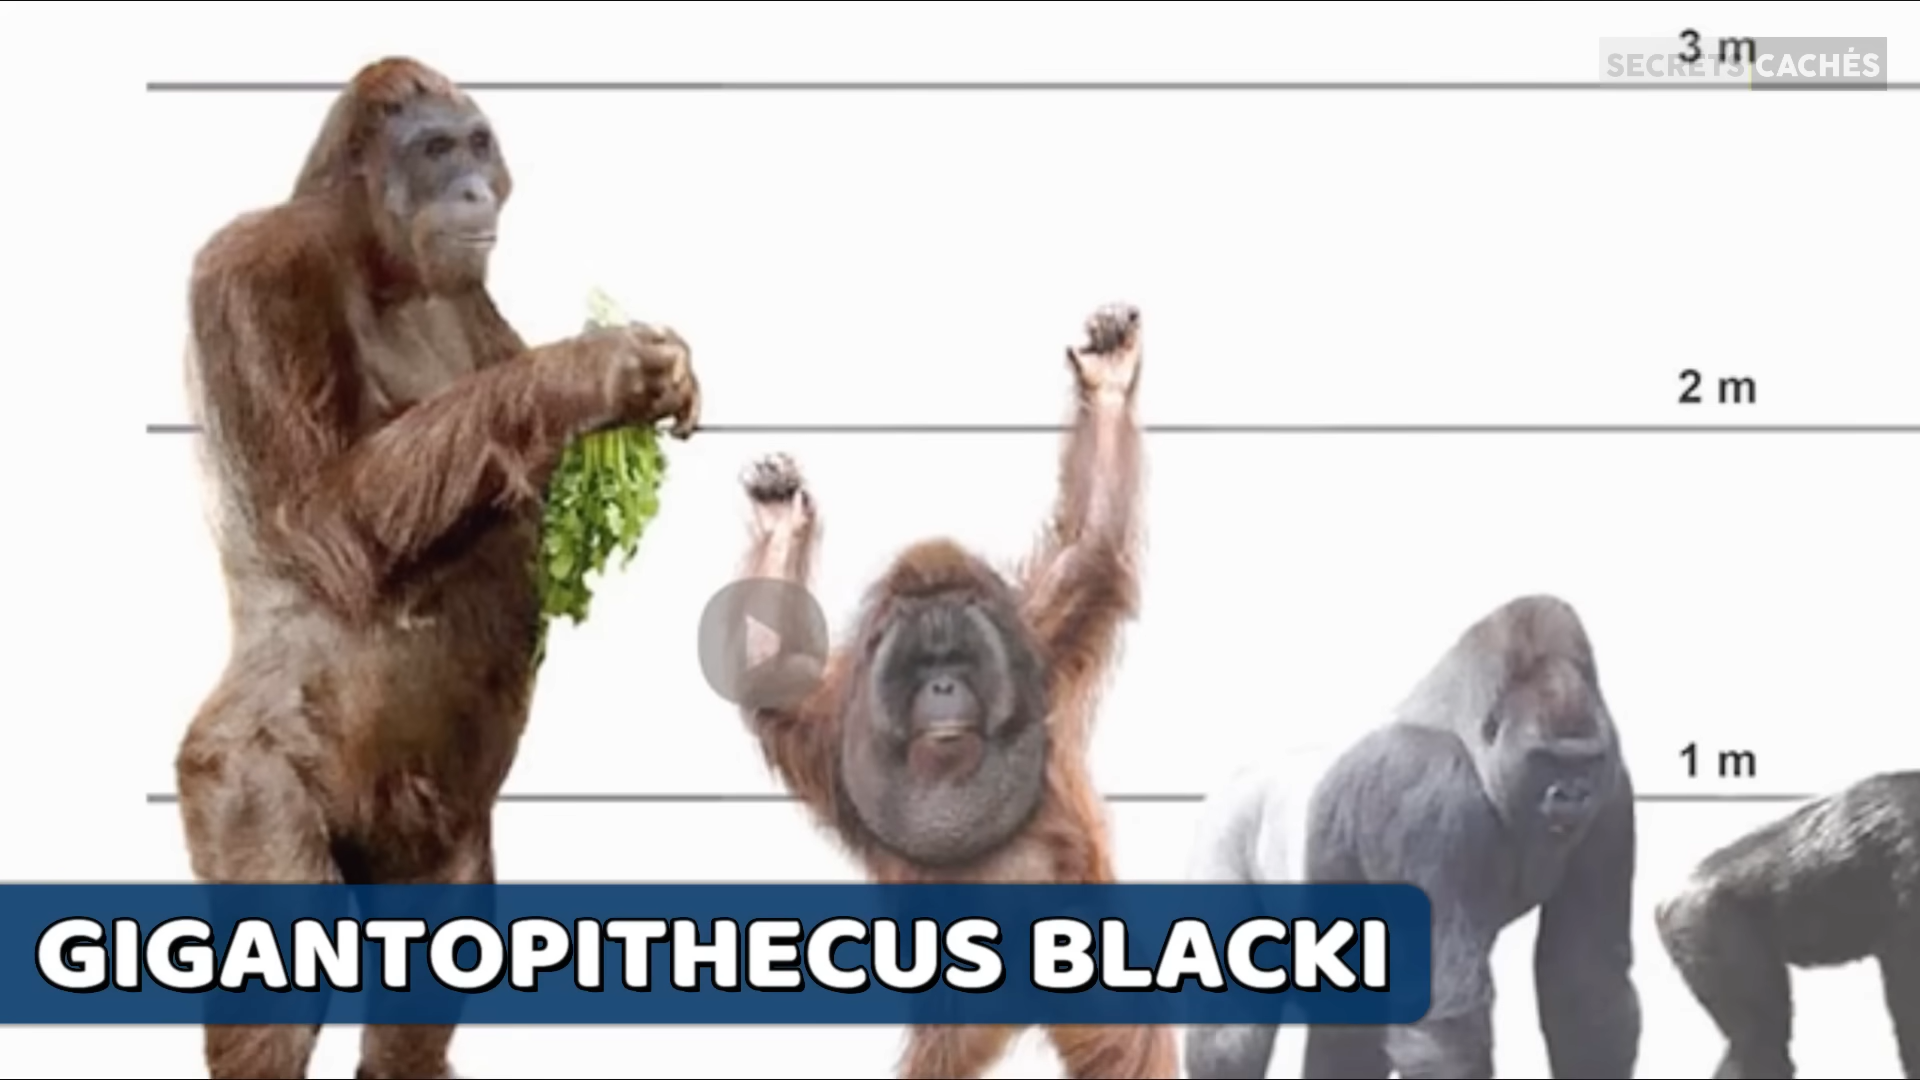 3 m
SECRETS CACHÉS
2 m
1 m
GIGANTOPITHECUS BLACKI